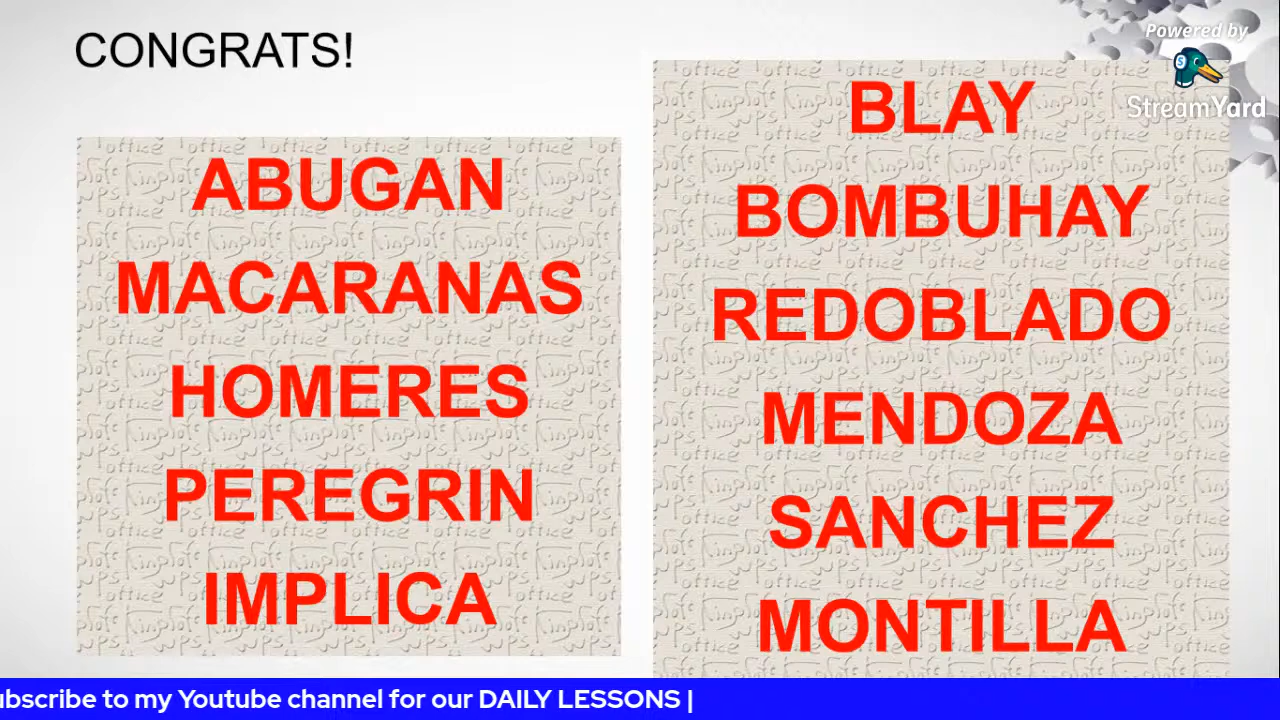 CONGRATS!
ABUGAN
MACARANAS
HOMERES
PEREGRIN
IMPLICA
BLAY
BOMBUHAY
REDOBLADO
MENDOZA
SANCHEZ
MONTILLA
Powered by
StreamYard
ubscribe to my Youtube channel for our DAILY LESSONS |